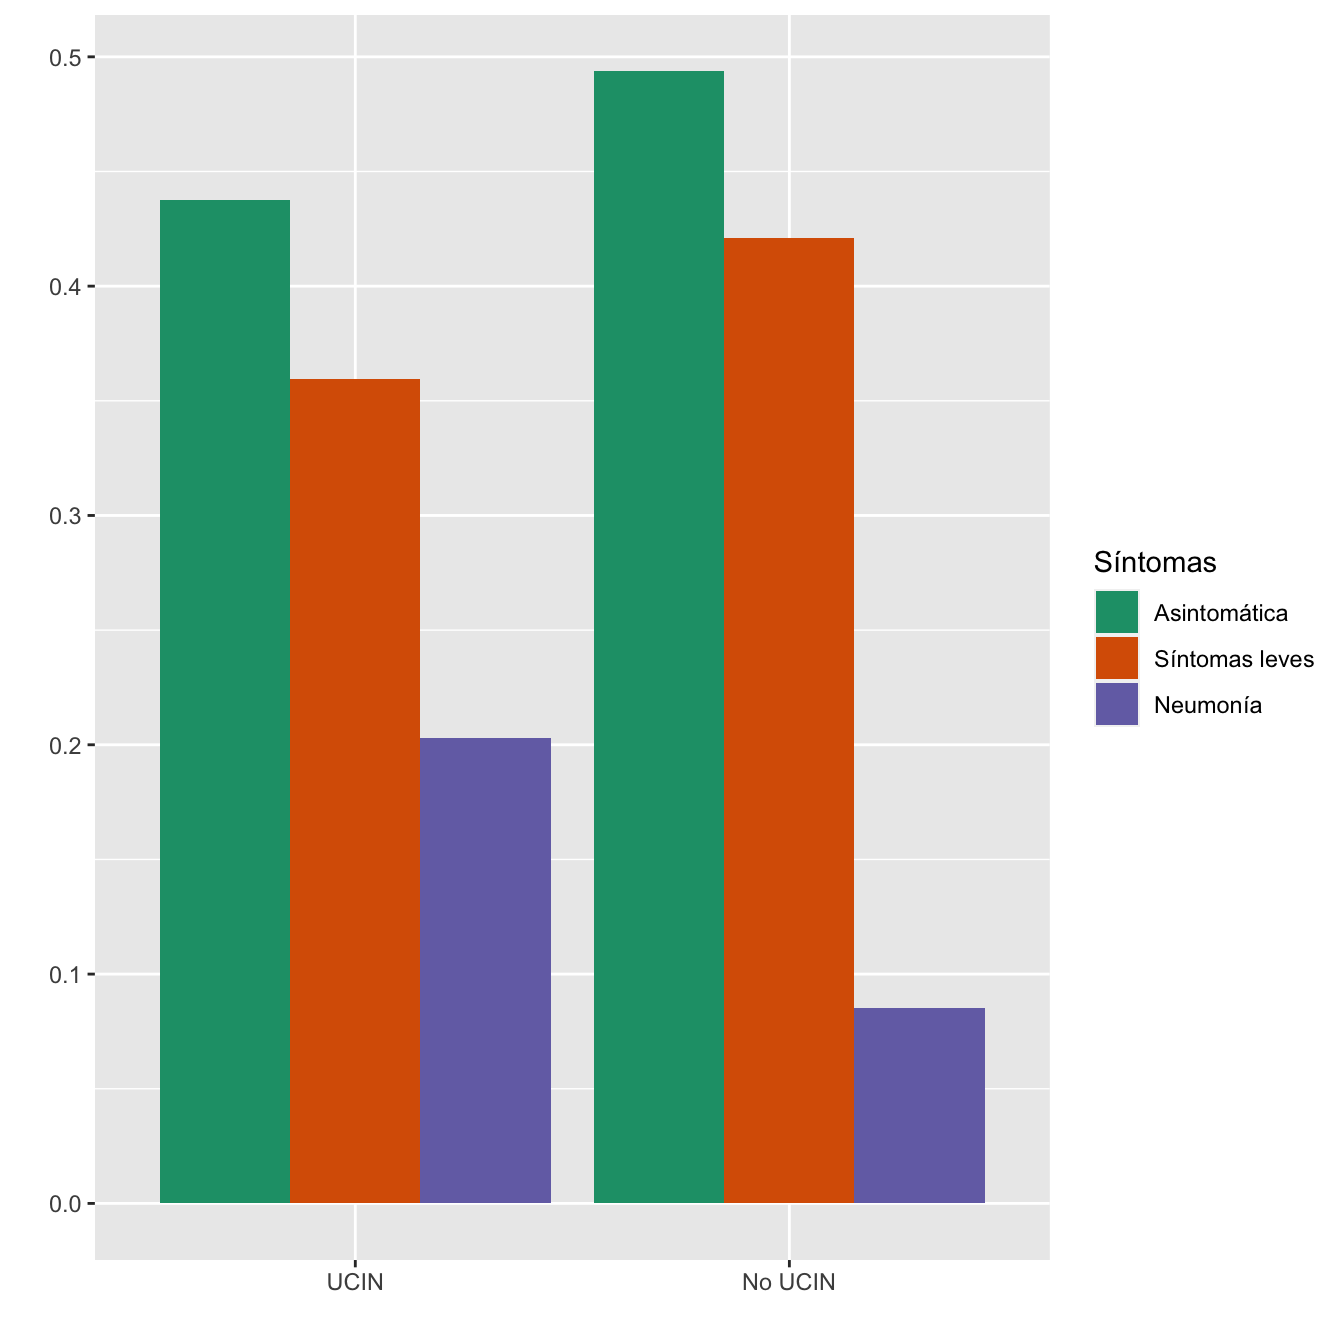 0.5
0.4
0.3
0.2
0.1
0.0
UCIN
No UCIN
Síntomas
Asintomática
Síntomas leves
Neumonía